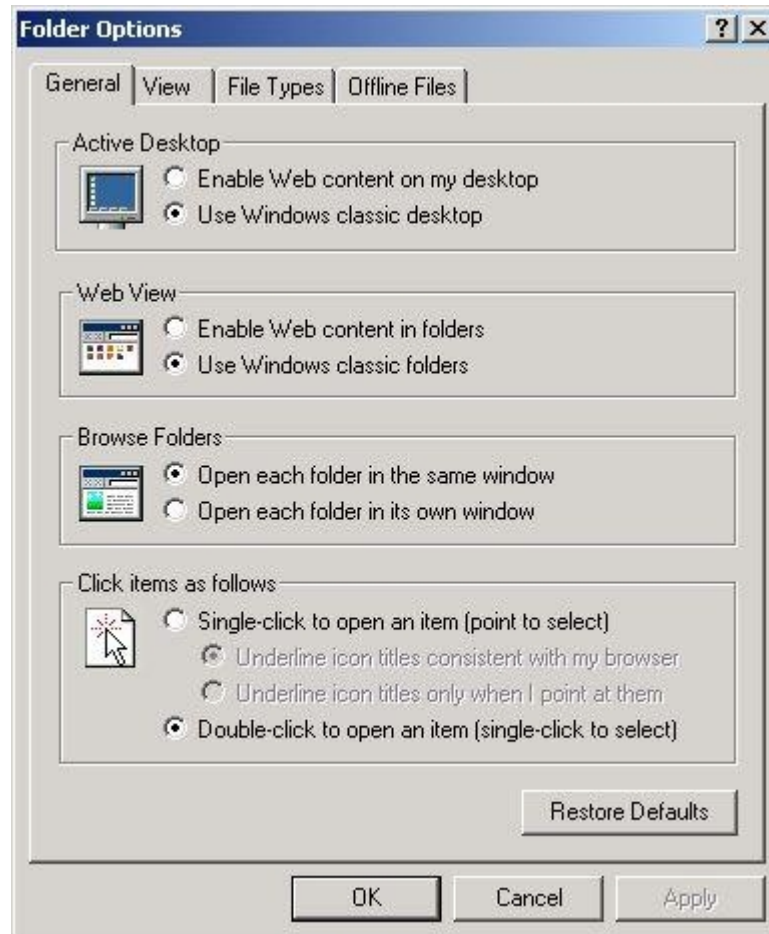 Folder Options
General View File Types Offline Files
Active Desktop
Enable Web content on my desktop
Use Windows classic desktop
Web View
Enable Web content in folders
Use Windows classic folders
Browse Folders
Open each folder in the same window
Open each folder in its own window
Click items as follows
Single-click to open an item (point to select)
Underline icon titles consistent with my browser
Underline icon titles only when I point at them
Double-click to open an item (single-click to select)
Restore Defaults
OK Cancel Apply